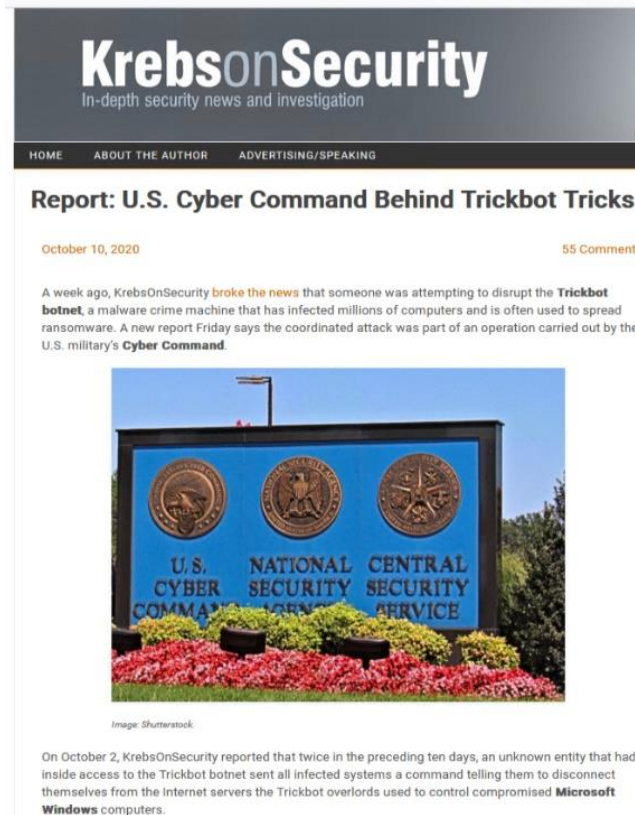 KrebsonSecurity
In-depth security news and investigation
HOME ABOUT THE AUTHOR ADVERTISING/SPEAKING
Report: U.S. Cyber Command Behind Trickbot Tricks
October 10, 2020
55 Comment
A week ago, KrebsOnSecurity broke the news that someone was attempting to disrupt the Trickbot
botnet, a malware crime machine that has infected millions of computers and is often used to spread
ransomware. A new report Friday says the coordinated attack was part of an operation carried out by the
U.S. military's Cyber Command.
U.S.
CYBER
COMMAND
NATIONAL
SECURITY
AGENCY
CENTRAL
SECURITY
SERVICE
Image: Shutterstock.
On October 2, KrebsOnSecurity reported that twice in the preceding ten days, an unknown entity that had
inside access to the Trickbot botnet sent all infected systems a command telling them to disconnect
themselves from the Internet servers the Trickbot overlords used to control compromised Microsoft
Windows computers.